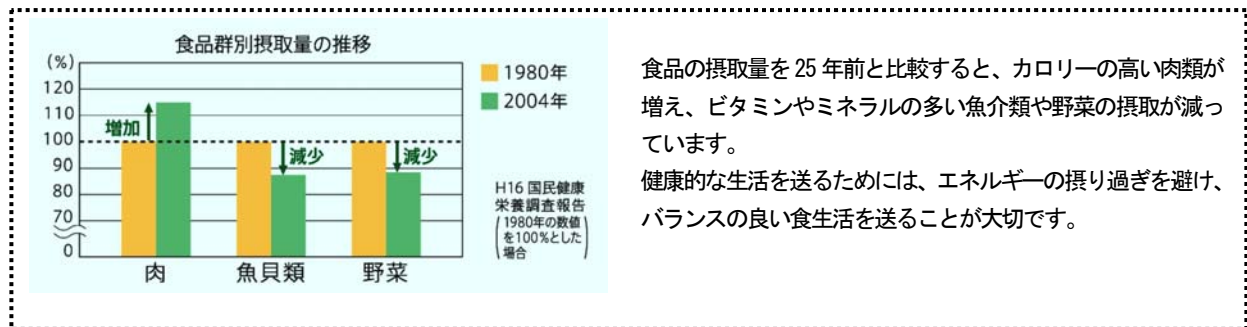 食品群別摂取量の推移
(%)
120
110
100
90
80
70
0
増加
減少
減少
肉
魚貝類
野菜
1980年
2004年
H16 国民健康
栄養調査報告
(1980年の数値
を100%とした
場合)
食品の摂取量を 25 年前と比較すると、カロリーの高い肉類が
増え、ビタミンやミネラルの多い魚介類や野菜の摂取が減っ
ています。
健康的な生活を送るためには、エネルギーの摂り過ぎを避け、
バランスの良い食生活を送ることが大切です。